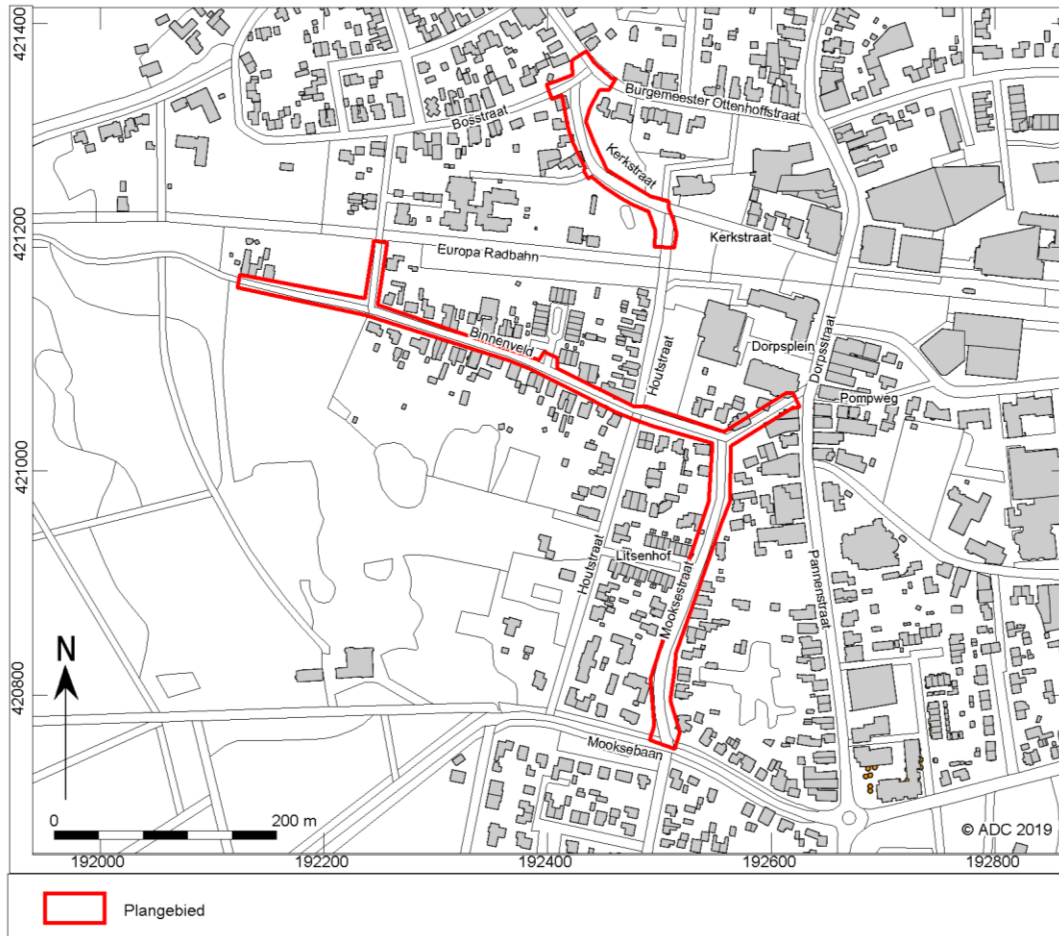 421400
Burgemeester Ottenhoffstraat
Bosstraat
Kerkstraat
421200
Kerkstraat
Europa Radbahn
Binnenveld
Houtstraat
Dorpsplein
Dorpsstraat
Pompweg
421000
Litsenhof
Houtstraat
Mooksestraat
Pannenstraat
N
420800
Mooksebaan
0
200 m
© ADC 2019
192000
192200
192400
192600
192800
Plangebied